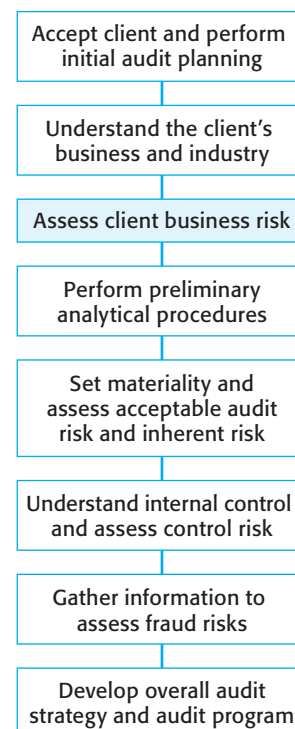 Accept client and perform
initial audit planning
Understand the client's
business and industry
Assess client business risk
Perform preliminary
analytical procedures
Set materiality and
assess acceptable audit
risk and inherent risk
Understand internal control
and assess control risk
Gather information to
assess fraud risks
Develop overall audit
strategy and audit program